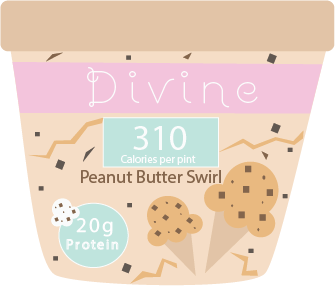 Divine
310
Calories per pint
Peanut Butter Swirl
20g
Protein